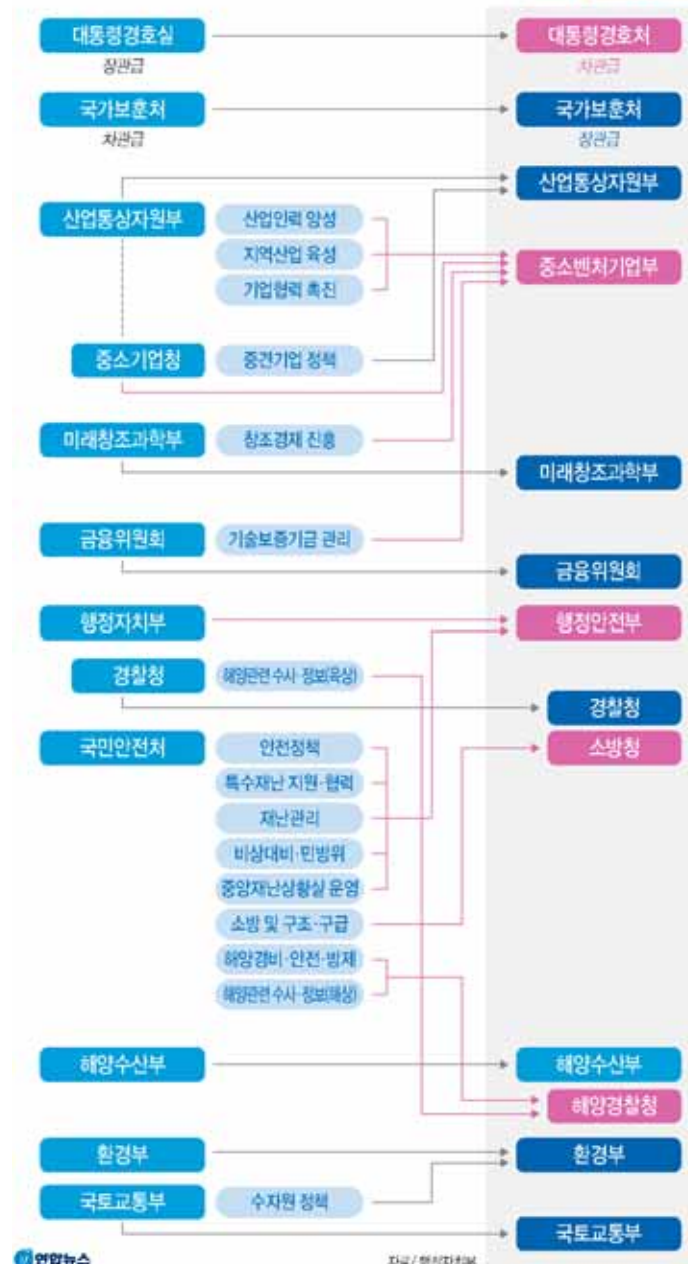 대통령경호실
대통령경호처
장관급
차관급
국가보훈처
국가보훈처
차관급
장관급
산업통상자원부
산업통상자원부
산업인력 양성
지역산업 육성
기업협력 촉진
중소벤처기업부
중소기업청
중견기업 정책
미래창조과학부
창조경제 진흥
미래창조과학부
금융위원회
기술보증기금 관리
금융위원회
행정자치부
행정안전부
경찰청
해양관련 수사·정보(육상)
경찰청
국민안전처
안전정책
소방청
특수재난 지원·협력
재난관리
비상대비·민방위
중앙재난상황실 운영
소방 및 구조·구급
해양경비·안전·방제
해양관련 수사·정보(해상)
해양수산부
해양수산부
해양경찰청
환경부
환경부
국토교통부
수자원 정책
국토교통부
연합뉴스
자료/행정자치부